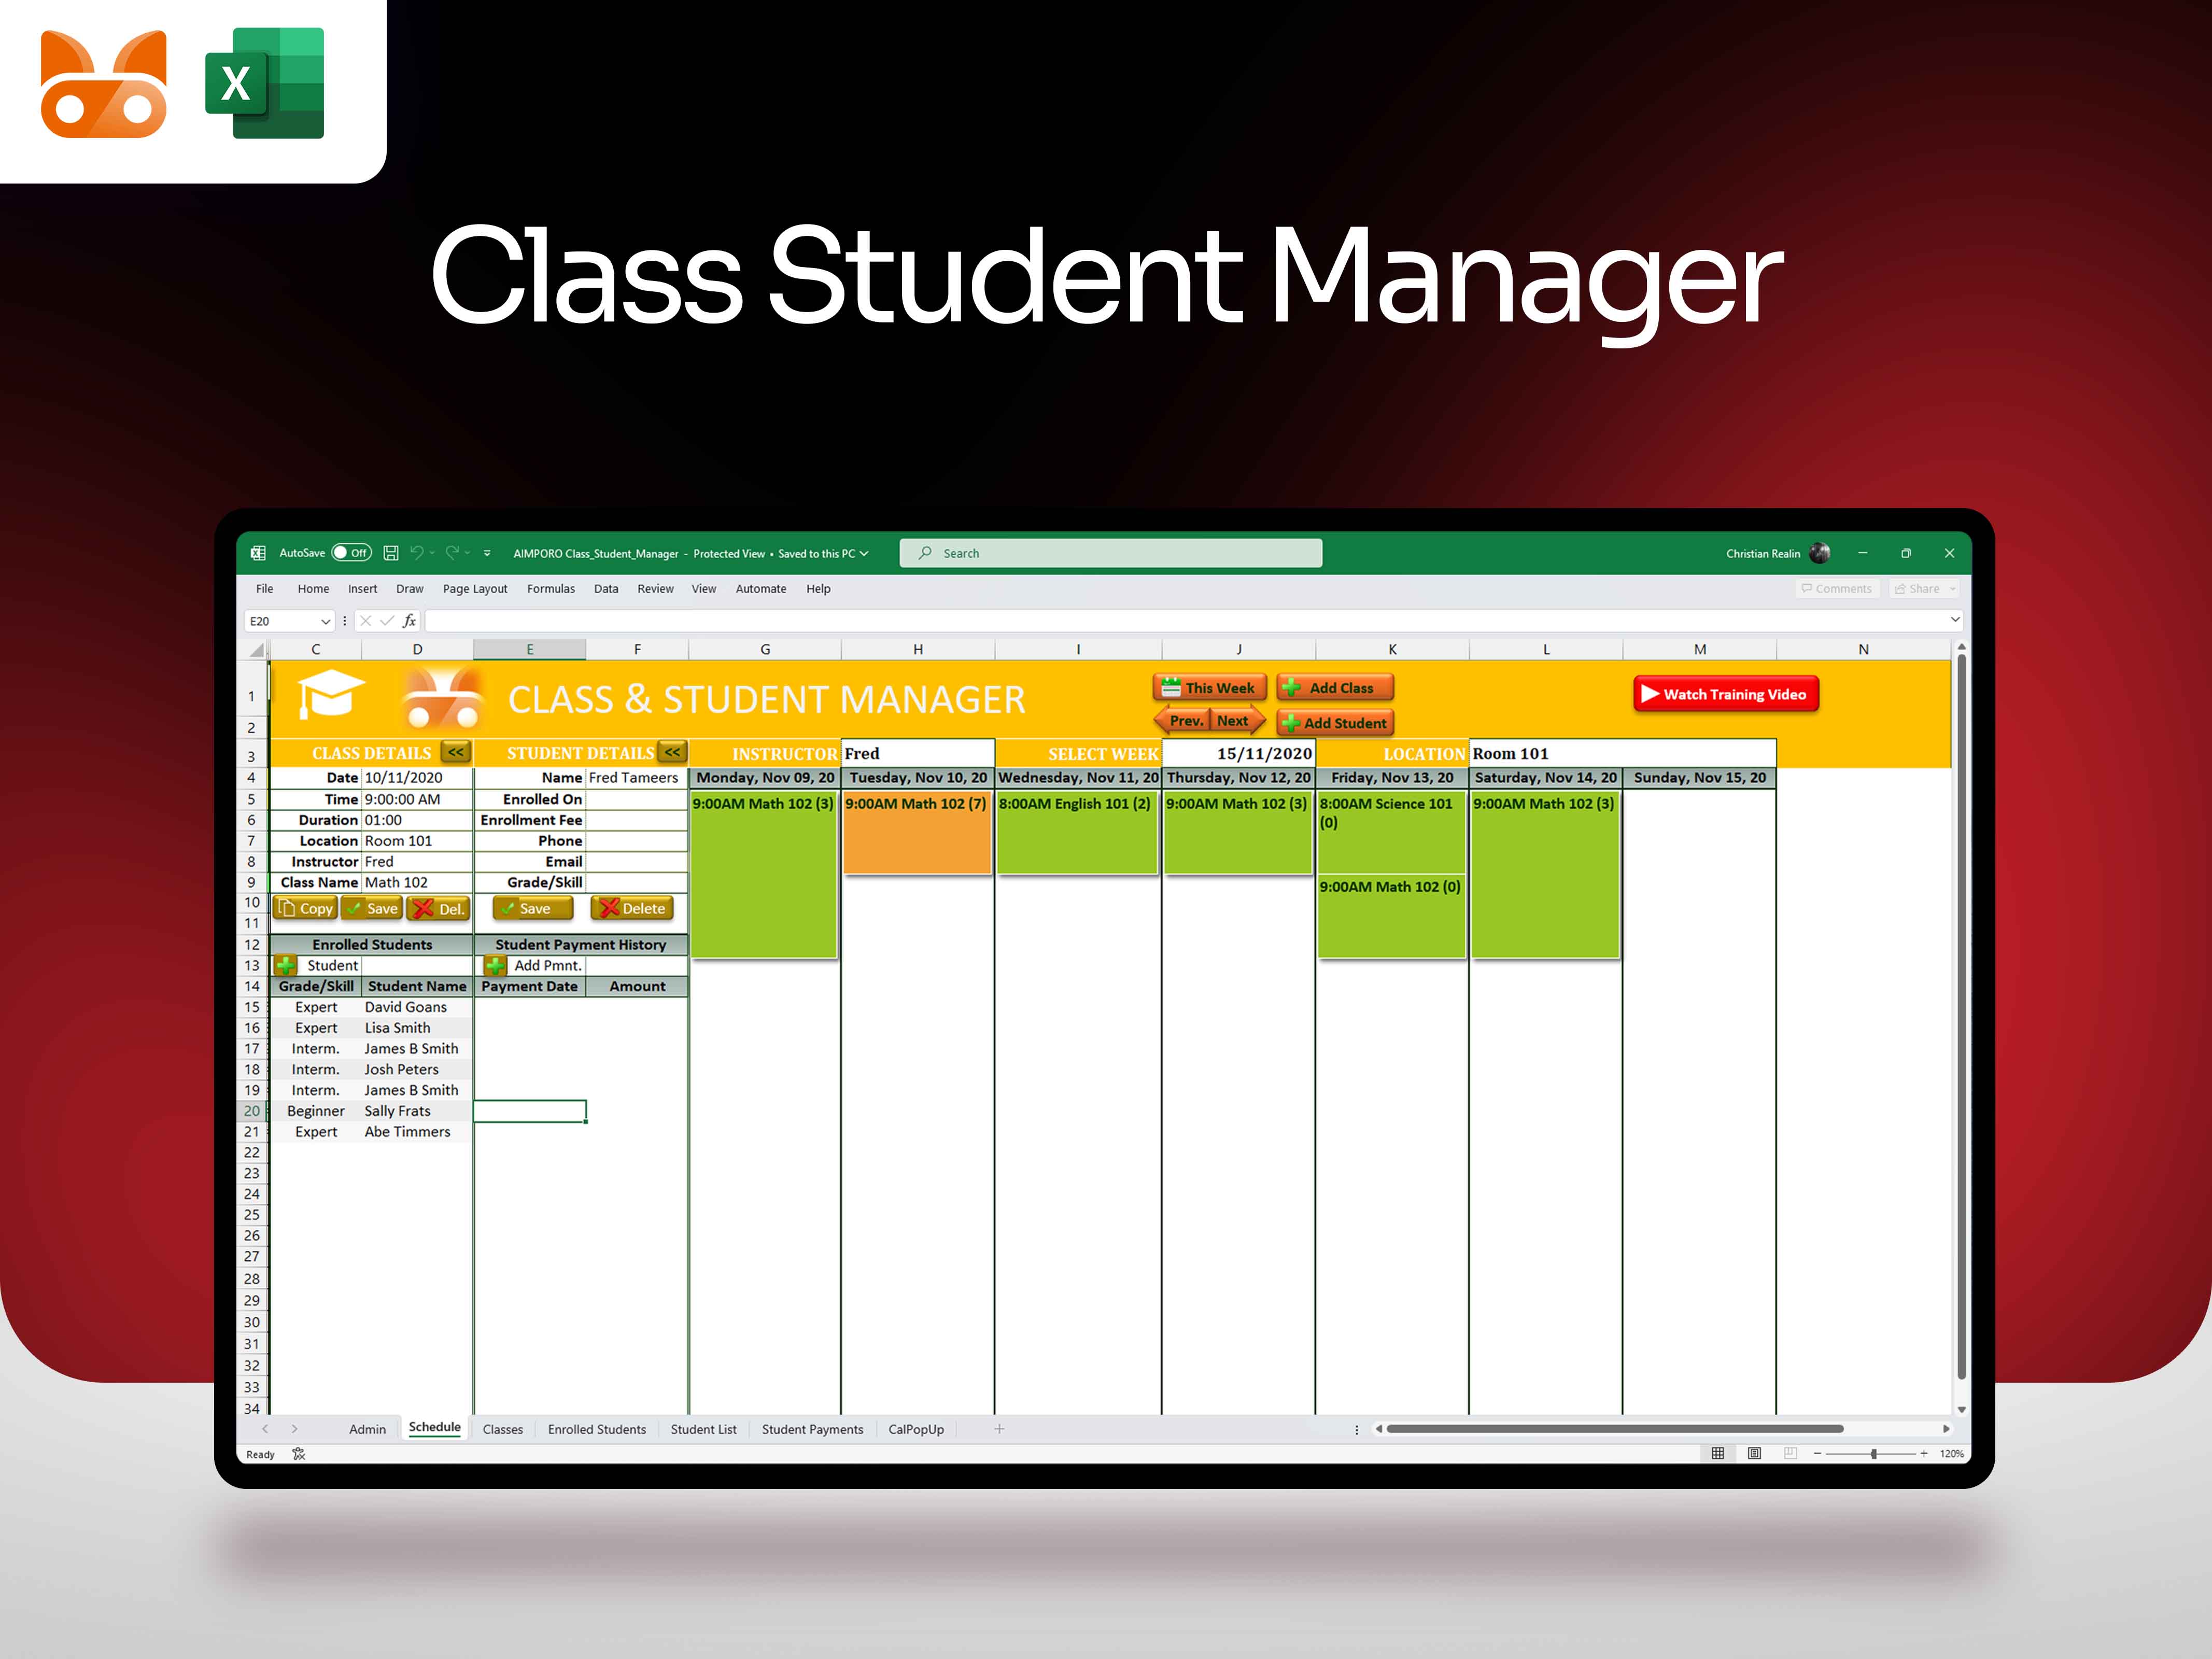 X
Class Student Manager
AutoSave Off AIMPORO Class_Student_Manager - Protected View • Saved to this PC Search Christian Realin
File Home Insert Draw Page Layout Formulas Data Review View Automate Help Comments Share
E20 fx
C D E F G H I J K L M N
1 CLASS & STUDENT MANAGER This Week Add Class Watch Training Video
2 Prev. Next Add Student
3 CLASS DETAILS << STUDENT DETAILS << INSTRUCTOR Fred SELECT WEEK 15/11/2020 LOCATION Room 101
4 Date 10/11/2020 Name Fred Tameers Monday, Nov 09, 20 Tuesday, Nov 10, 20 Wednesday, Nov 11, 20 Thursday, Nov 12, 20 Friday, Nov 13, 20 Saturday, Nov 14, 20 Sunday, Nov 15, 20
5 Time 9:00:00 AM Enrolled On 9:00AM Math 102 (3) 9:00AM Math 102 (7) 8:00AM English 101 (2) 9:00AM Math 102 (3) 8:00AM Science 101 9:00AM Math 102 (3)
6 Duration 01:00 Enrollment Fee (0)
7 Location Room 101 Phone
8 Instructor Fred Email
9 Class Name Math 102 Grade/Skill 9:00AM Math 102 (0)
10 Copy Save Del. Save Delete
11
12 Enrolled Students Student Payment History
13 Student Add Pmnt.
14 Grade/Skill Student Name Payment Date Amount
15 Expert David Goans
16 Expert Lisa Smith
17 Interm. James B Smith
18 Interm. Josh Peters
19 Interm. James B Smith
20 Beginner Sally Frats
21 Expert Abe Timmers
22
23
24
25
26
27
28
29
30
31
32
33
34
Admin Schedule Classes Enrolled Students Student List Student Payments CalPopUp
Ready 120%